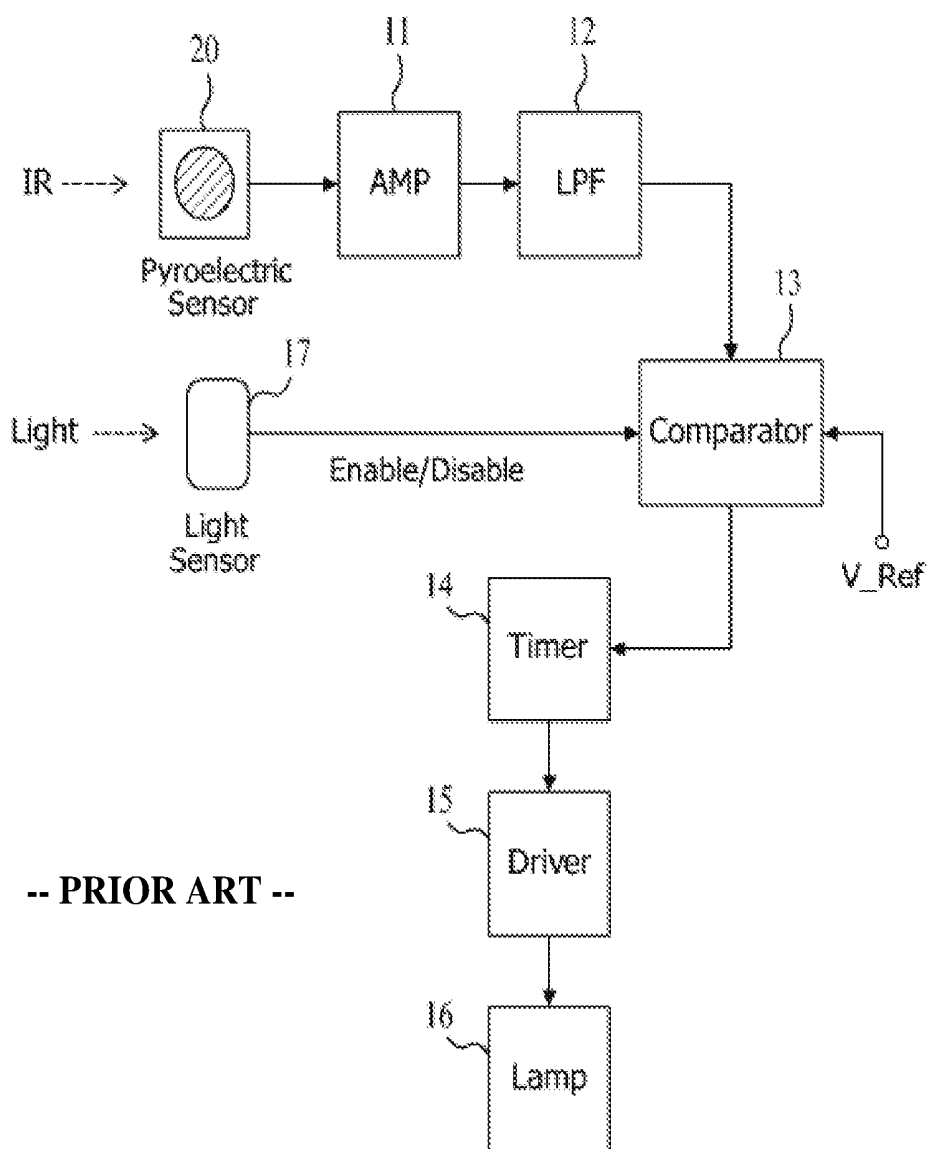 20
11
12
IR
AMP
LPF
Pyroelectric
Sensor
13
17
Light
Comparator
Enable/Disable
Light
Sensor
V_Ref
14
Timer
15
Driver
-- PRIOR ART --
16
Lamp